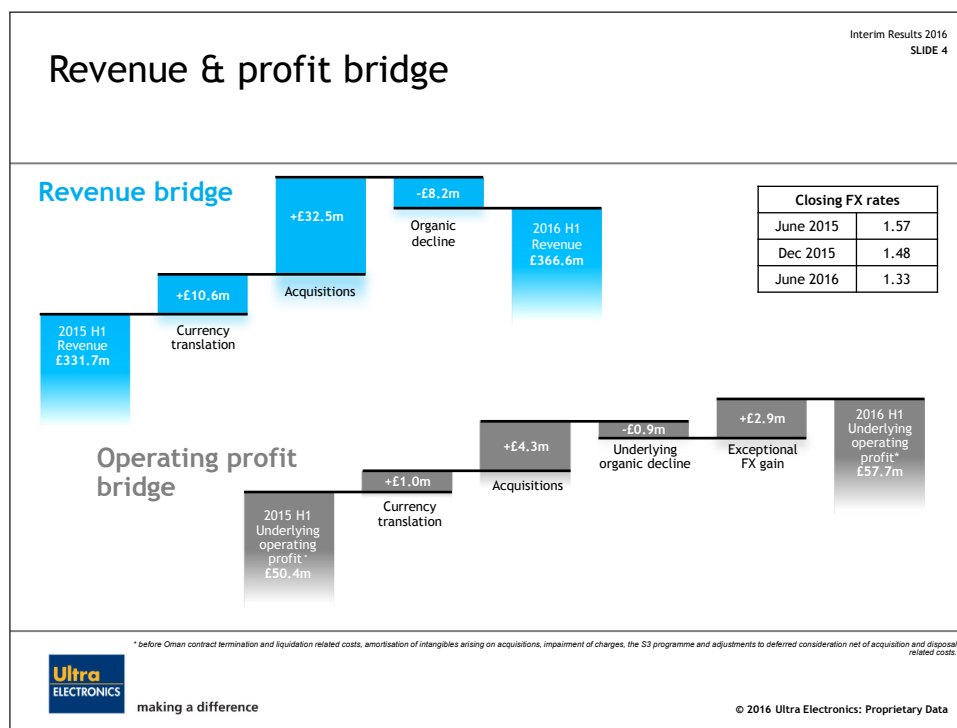 Interim Results 2016
SLIDE 4
Revenue & profit bridge
Revenue bridge
2015 H1
Revenue
£331.7m
+£10.6m
Currency
translation
+£32.5m
Acquisitions
-£8.2m
Organic
decline
2016 H1
Revenue
£366.6m
Closing FX rates
June 2015 1.57
Dec 2015 1.48
June 2016 1.33
Operating profit
bridge
2015 H1
Underlying
operating
profit*
£50.4m
+£1.0m
Currency
translation
+£4.3m
Acquisitions
-£0.9m
Underlying
organic decline
+£2.9m
Exceptional
FX gain
2016 H1
Underlying
operating
profit*
£57.7m
* before Oman contract termination and liquidation related costs, amortisation of intangibles arising on acquisitions, impairment of charges, the S3 programme and adjustments to deferred consideration net of acquisition and disposal
related costs.
Ultra
ELECTRONICS
making a difference
© 2016 Ultra Electronics: Proprietary Data